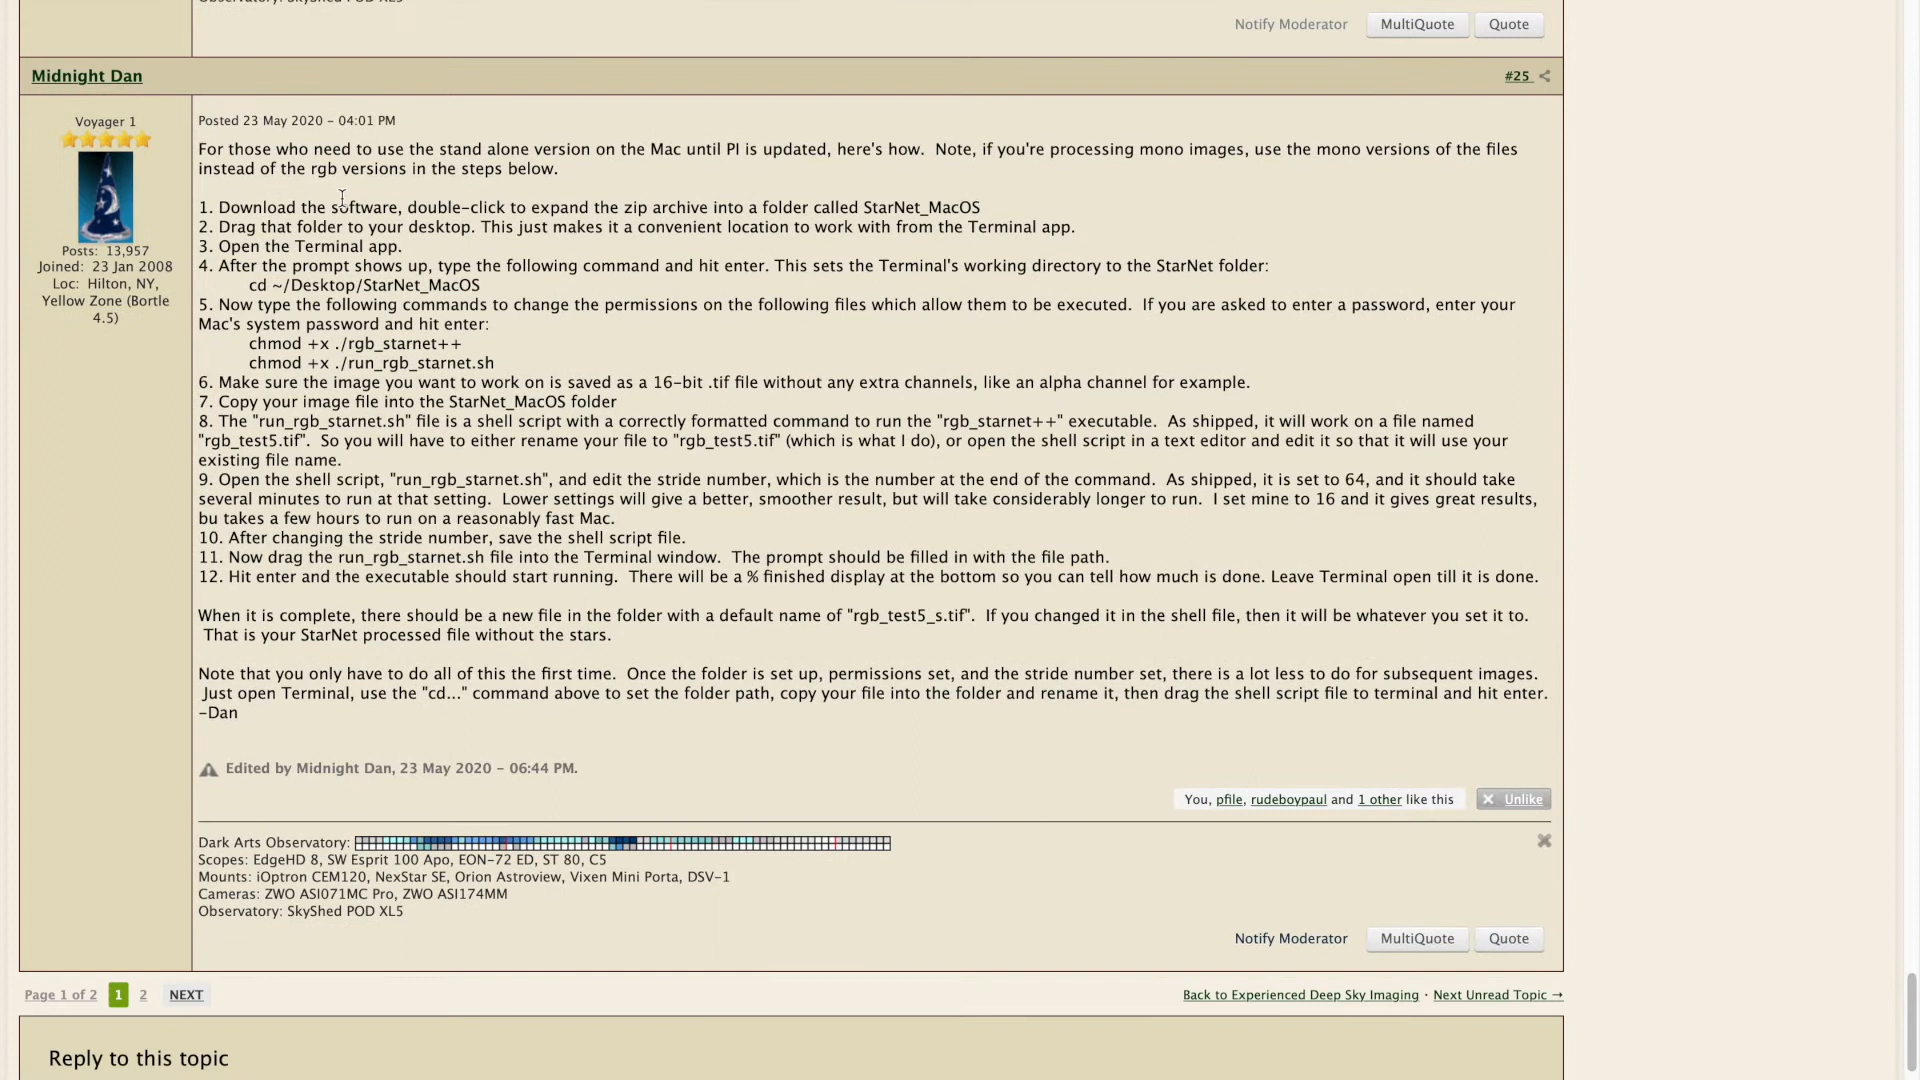 Notify Moderator MultiQuote Quote
Midnight Dan #25
Voyager 1
Posts: 13,957
Joined: 23 Jan 2008
Loc: Hilton, NY,
Yellow Zone (Bortle
4.5)
Posted 23 May 2020 – 04:01 PM
For those who need to use the stand alone version on the Mac until PI is updated, here's how. Note, if you're processing mono images, use the mono versions of the files
instead of the rgb versions in the steps below.
1. Download the software, double-click to expand the zip archive into a folder called StarNet_MacOS
2. Drag that folder to your desktop. This just makes it a convenient location to work with from the Terminal app.
3. Open the Terminal app.
4. After the prompt shows up, type the following command and hit enter. This sets the Terminal's working directory to the StarNet folder:
cd ~/Desktop/StarNet_MacOS
5. Now type the following commands to change the permissions on the following files which allow them to be executed. If you are asked to enter a password, enter your
Mac's system password and hit enter:
chmod +x ./rgb_starnet++
chmod +x ./run_rgb_starnet.sh
6. Make sure the image you want to work on is saved as a 16-bit .tif file without any extra channels, like an alpha channel for example.
7. Copy your image file into the StarNet_MacOS folder
8. The "run_rgb_starnet.sh" file is a shell script with a correctly formatted command to run the "rgb_starnet++" executable. As shipped, it will work on a file named
"rgb_test5.tif". So you will have to either rename your file to "rgb_test5.tif" (which is what I do), or open the shell script in a text editor and edit it so that it will use your
existing file name.
9. Open the shell script, "run_rgb_starnet.sh", and edit the stride number, which is the number at the end of the command. As shipped, it is set to 64, and it should take
several minutes to run at that setting. Lower settings will give a better, smoother result, but will take considerably longer to run. I set mine to 16 and it gives great results,
bu takes a few hours to run on a reasonably fast Mac.
10. After changing the stride number, save the shell script file.
11. Now drag the run_rgb_starnet.sh file into the Terminal window. The prompt should be filled in with the file path.
12. Hit enter and the executable should start running. There will be a % finished display at the bottom so you can tell how much is done. Leave Terminal open till it is done.
When it is complete, there should be a new file in the folder with a default name of "rgb_test5_s.tif". If you changed it in the shell file, then it will be whatever you set it to.
That is your StarNet processed file without the stars.
Note that you only have to do all of this the first time. Once the folder is set up, permissions set, and the stride number set, there is a lot less to do for subsequent images.
Just open Terminal, use the "cd..." command above to set the folder path, copy your file into the folder and rename it, then drag the shell script file to terminal and hit enter.
-Dan
Edited by Midnight Dan, 23 May 2020 – 06:44 PM.
You, pfile, rudeboypaul and 1 other like this × Unlike
Dark Arts Observatory:
Scopes: EdgeHD 8, SW Esprit 100 Apo, EON-72 ED, ST 80, C5
Mounts: iOptron CEM120, NexStar SE, Orion Astroview, Vixen Mini Porta, DSV-1
Cameras: ZWO ASI071MC Pro, ZWO ASI174MM
Observatory: SkyShed POD XL5
Notify Moderator MultiQuote Quote
Page 1 of 2 1 2 NEXT
Back to Experienced Deep Sky Imaging · Next Unread Topic →
Reply to this topic